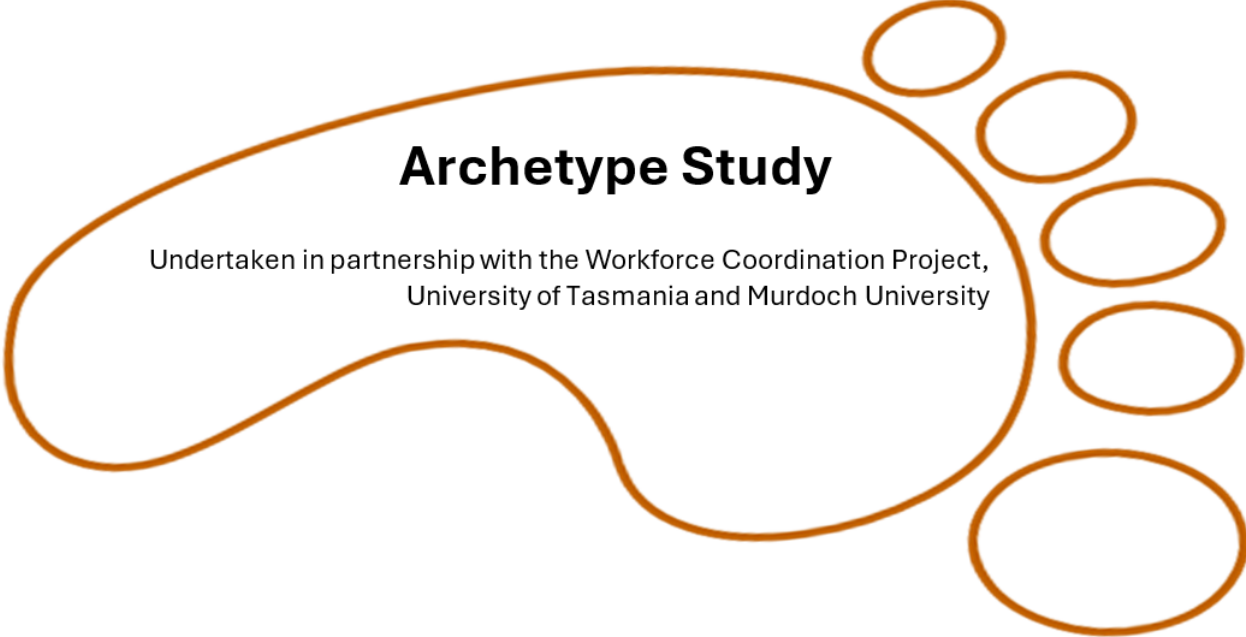 Archetype Study
Undertaken in partnership with the Workforce Coordination Project,
University of Tasmania and Murdoch University